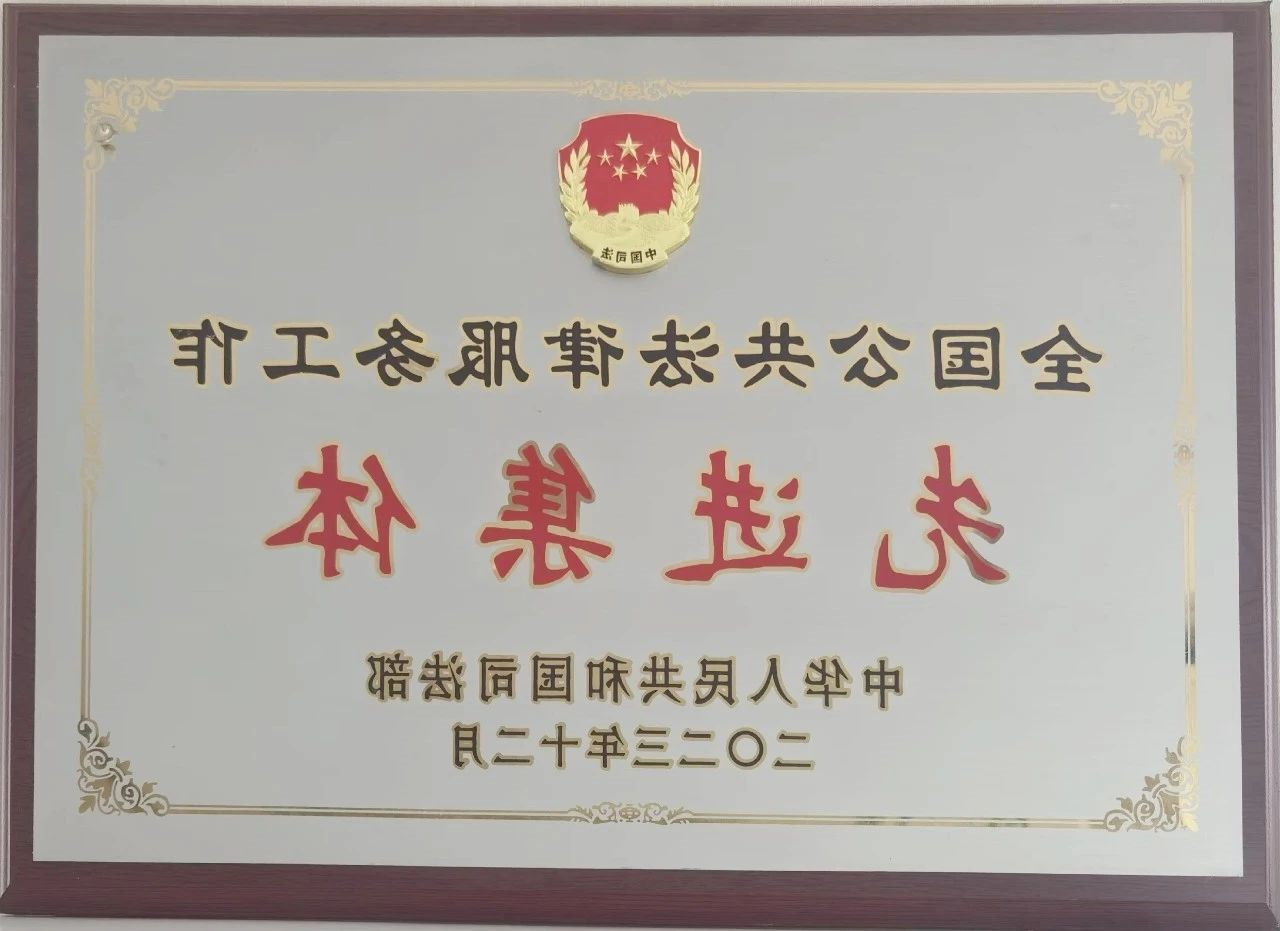 中国司法
全国公共法律服务工作
先进集体
中华人民共和国司法部
二〇二三年十二月